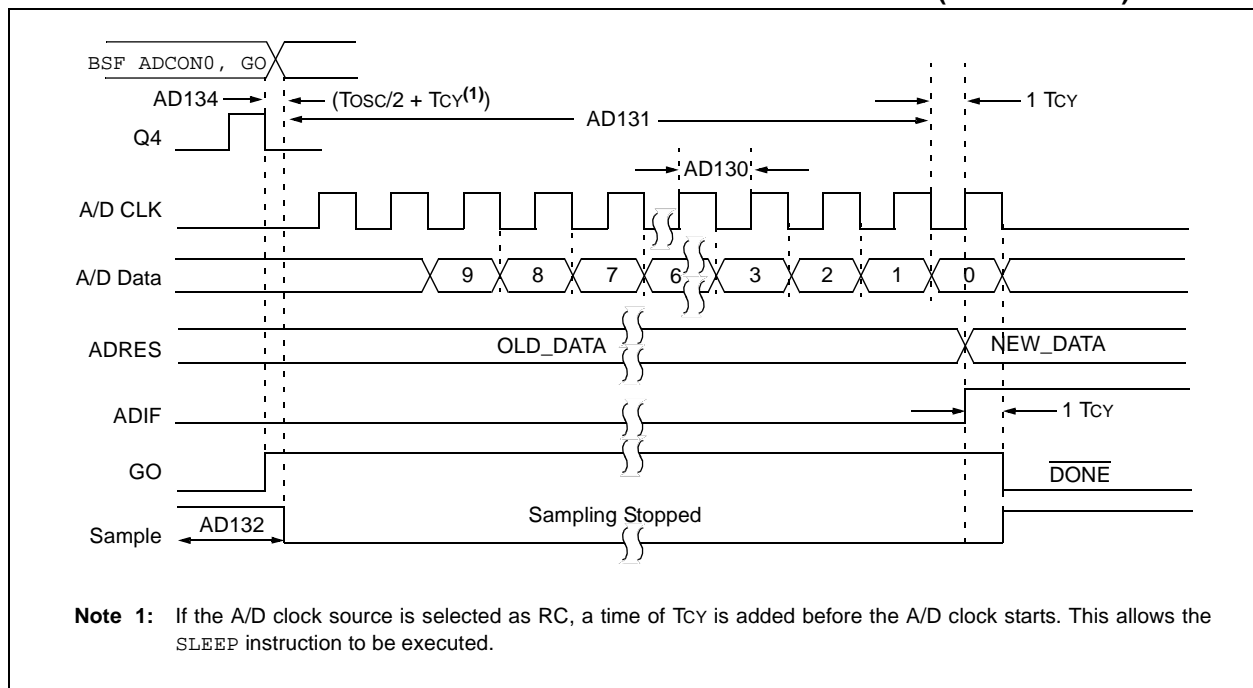 BSF ADCON0, GO
AD134 (TOSC/2 + TCY(1)) 1 TCY
AD131
Q4
AD130
A/D CLK
A/D Data 9 8 7 6 3 2 1 0
ADRES OLD_DATA NEW_DATA
ADIF 1 TCY
GO DONE
Sample AD132 Sampling Stopped
Note 1: If the A/D clock source is selected as RC, a time of TCY is added before the A/D clock starts. This allows the
SLEEP instruction to be executed.